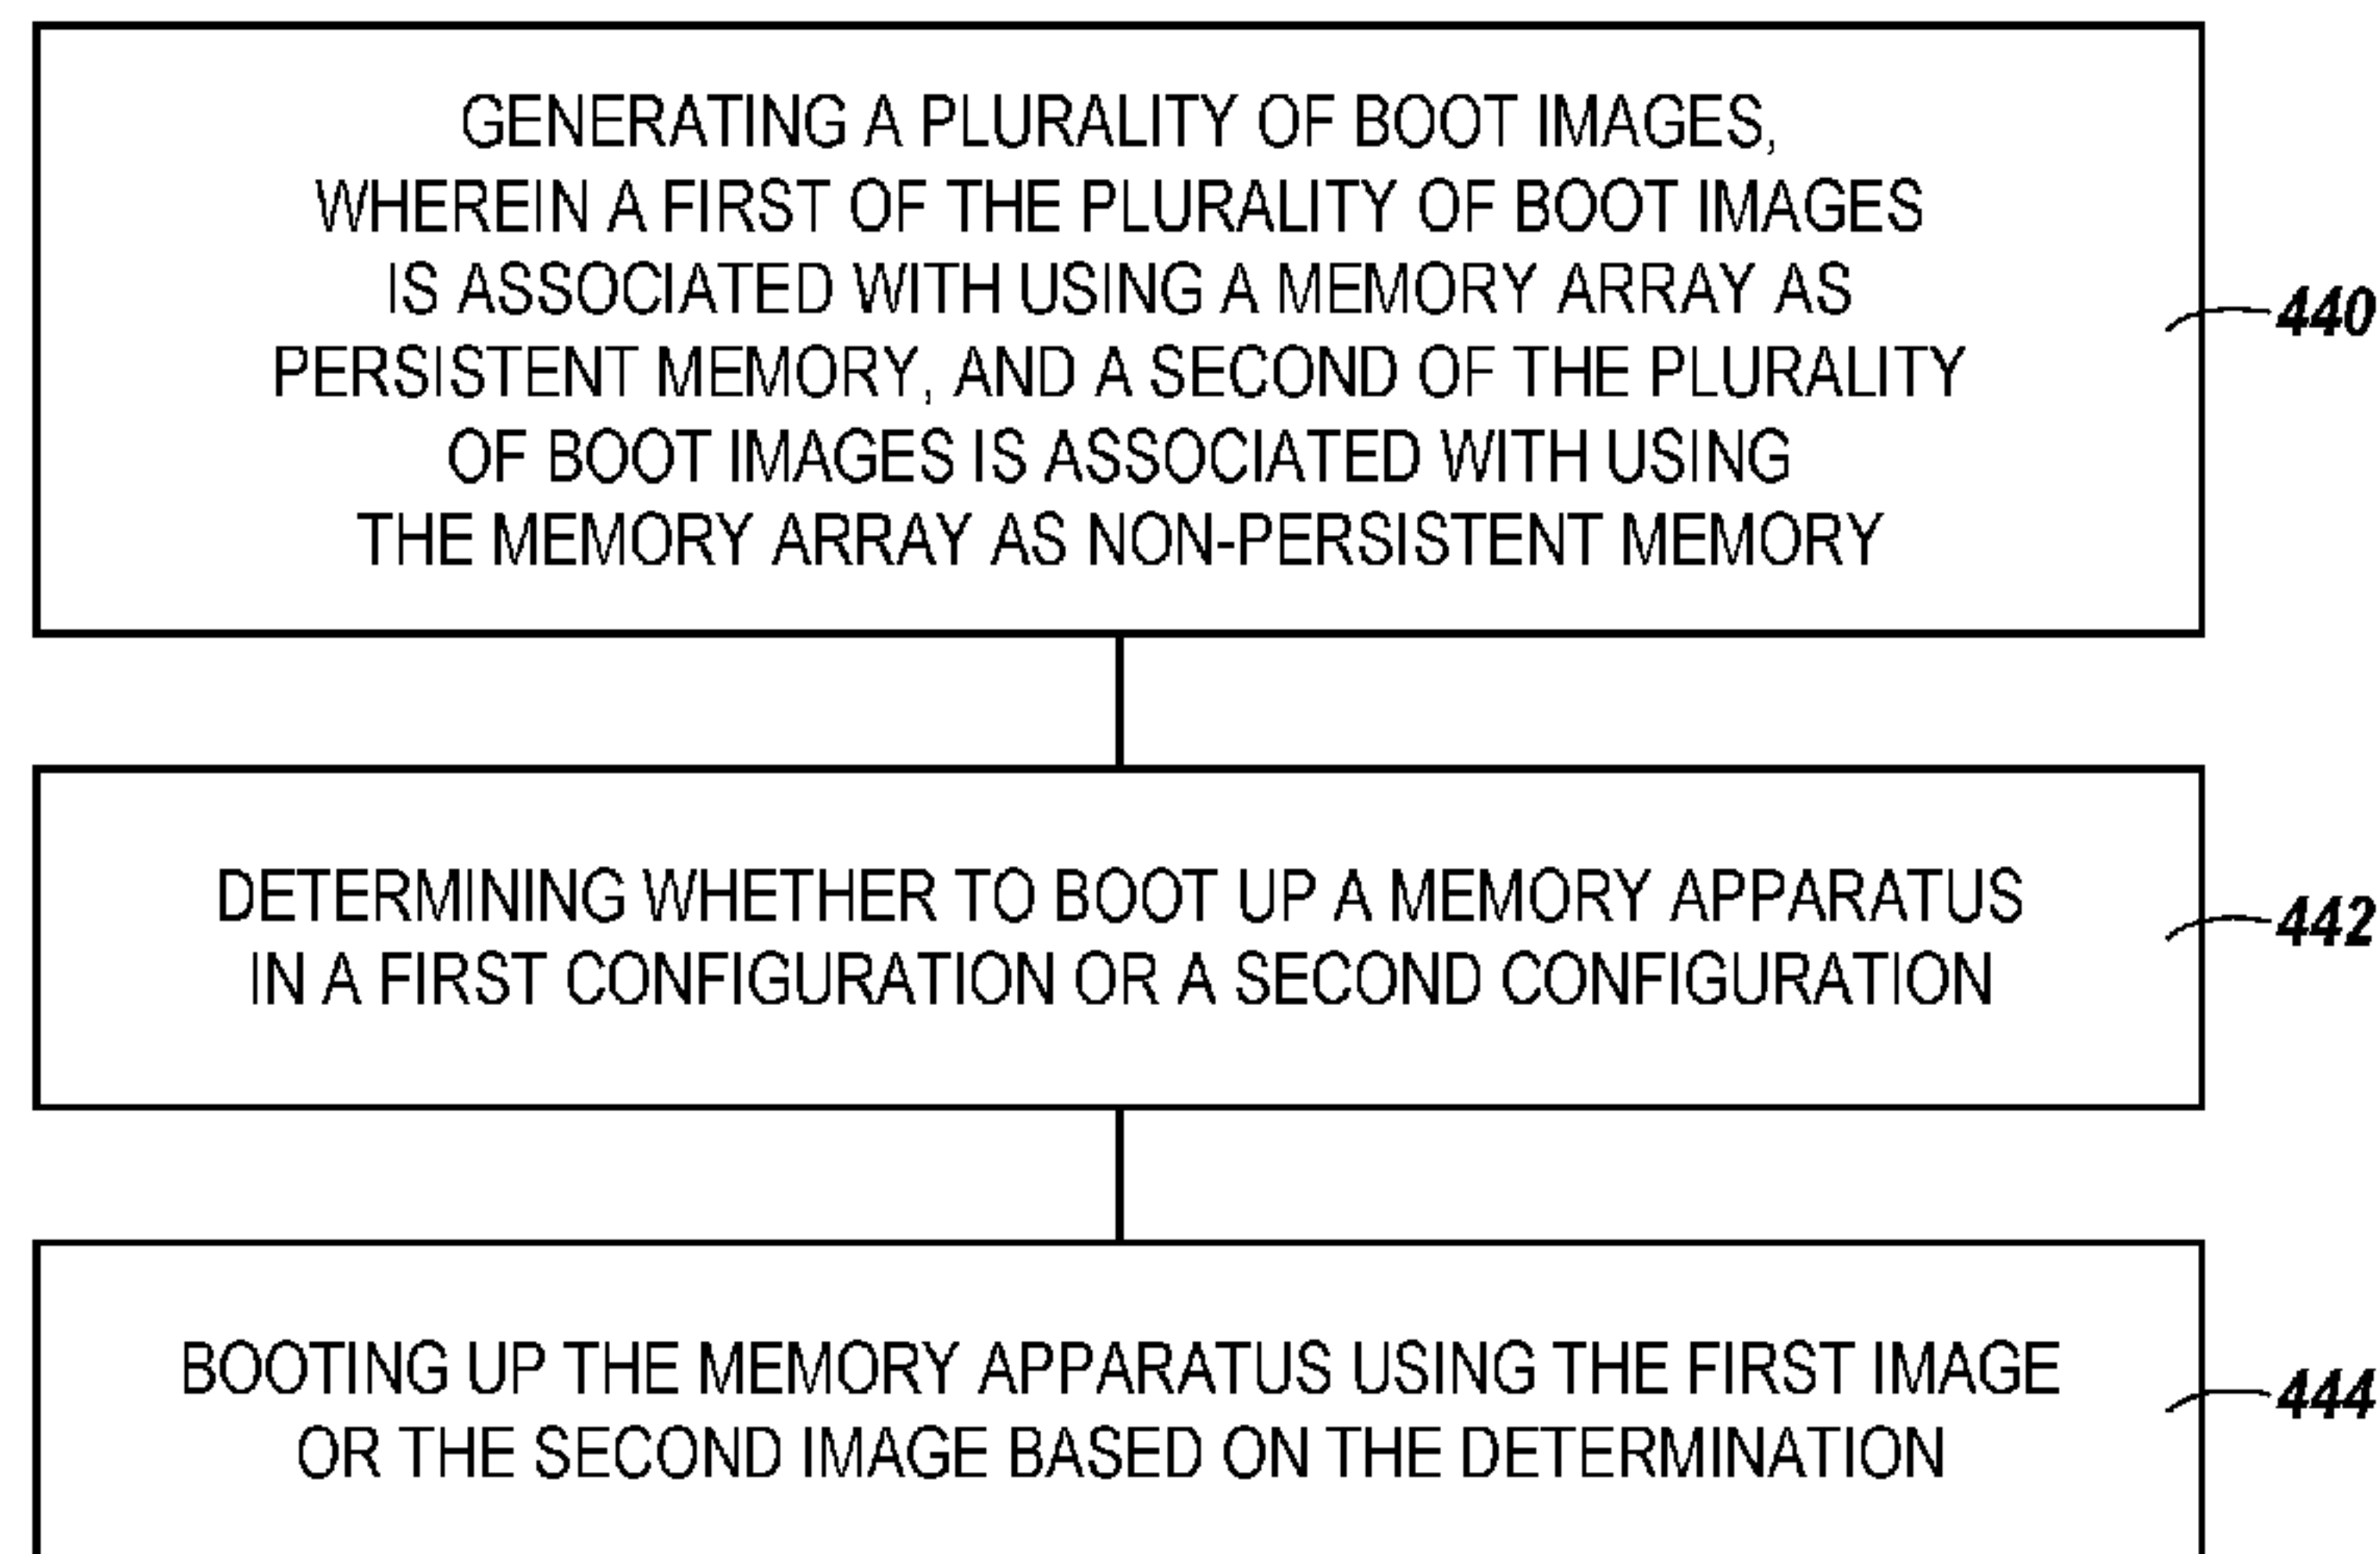 GENERATING A PLURALITY OF BOOT IMAGES,
WHEREIN A FIRST OF THE PLURALITY OF BOOT IMAGES
IS ASSOCIATED WITH USING A MEMORY ARRAY AS
PERSISTENT MEMORY, AND A SECOND OF THE PLURALITY
OF BOOT IMAGES IS ASSOCIATED WITH USING
THE MEMORY ARRAY AS NON-PERSISTENT MEMORY
440
DETERMINING WHETHER TO BOOT UP A MEMORY APPARATUS
IN A FIRST CONFIGURATION OR A SECOND CONFIGURATION
442
BOOTING UP THE MEMORY APPARATUS USING THE FIRST IMAGE
OR THE SECOND IMAGE BASED ON THE DETERMINATION
444